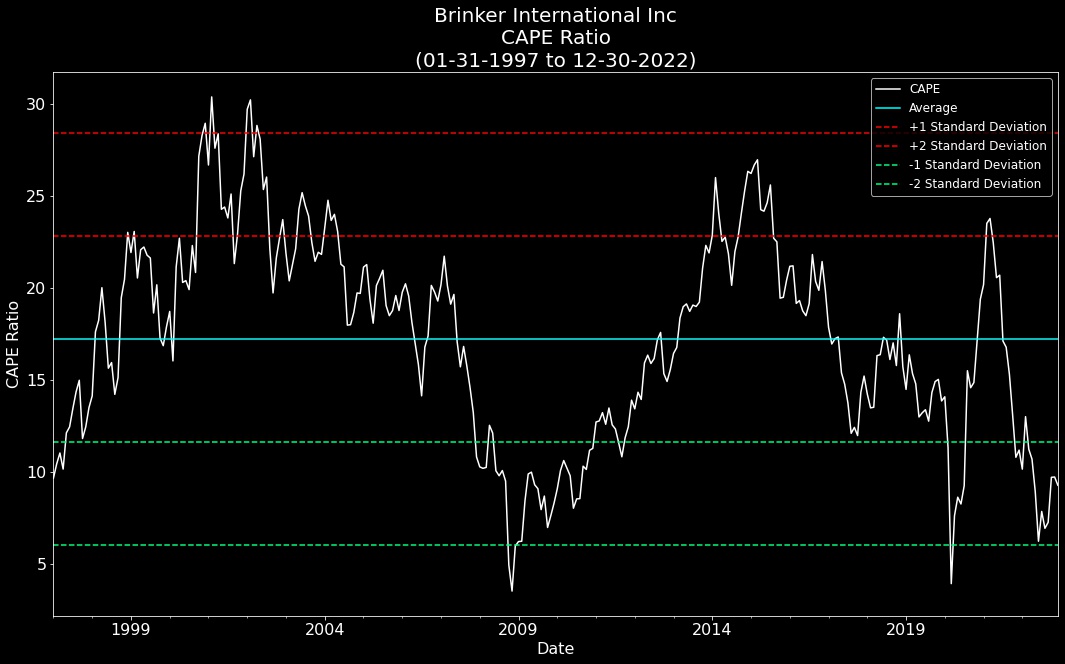 Brinker International Inc
CAPE Ratio
(01-31-1997 to 12-30-2022)
CAPE
Average
+1 Standard Deviation
+2 Standard Deviation
-1 Standard Deviation
-2 Standard Deviation
CAPE Ratio
30
25
20
15
10
5
1999
2004
2009
2014
2019
Date